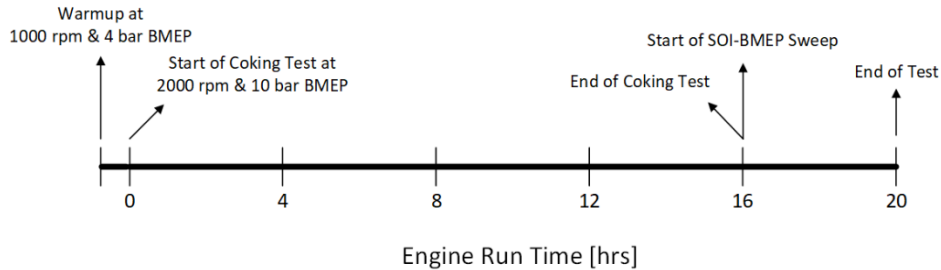 Warmup at
1000 rpm & 4 bar BMEP
Start of Coking Test at
2000 rpm & 10 bar BMEP
Start of SOI-BMEP Sweep
End of Coking Test
End of Test
0
4
8
12
16
20
Engine Run Time [hrs]